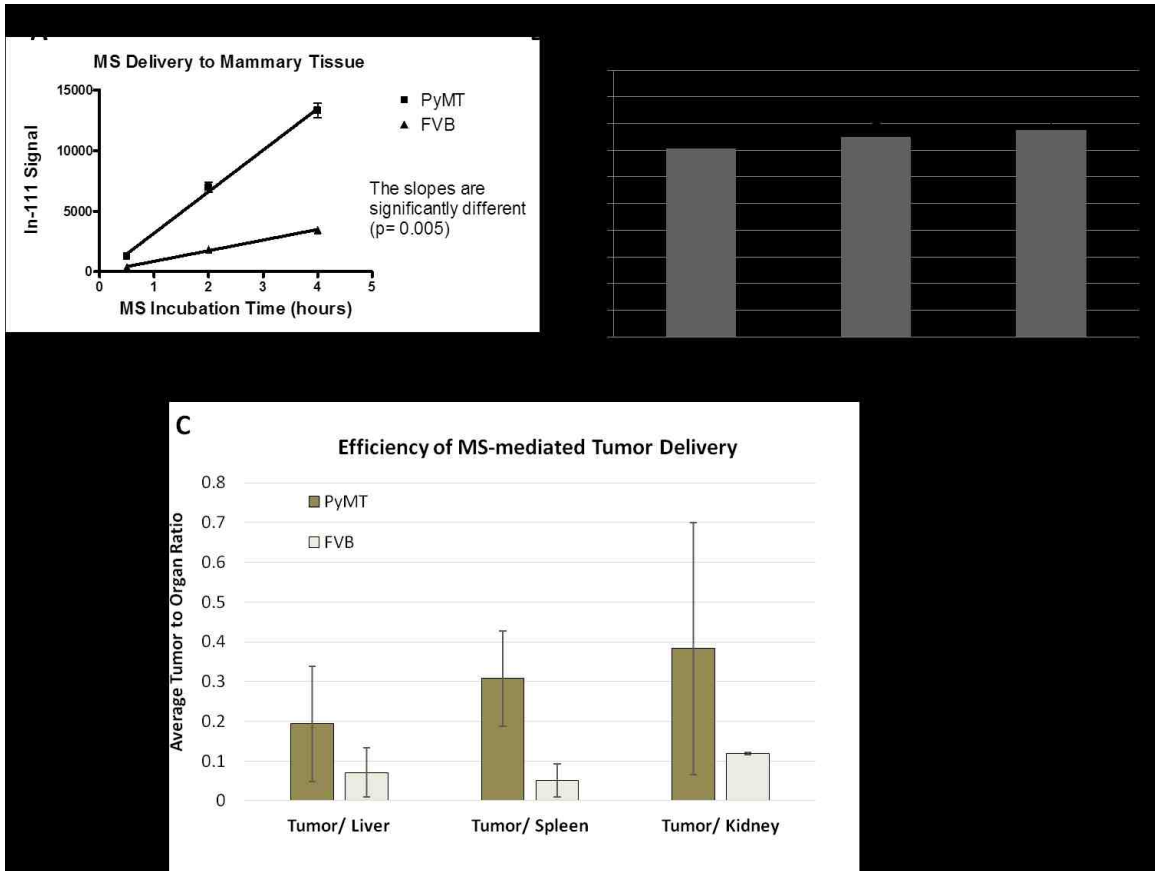 MS Delivery to Mammary Tissue
15000
10000
5000
0
In-111 Signal
PyMT
FVB
The slopes are
significantly different
(p= 0.005)
0 1 2 3 4 5
MS Incubation Time (hours)
C
Efficiency of MS-mediated Tumor Delivery
Average Tumor to Organ Ratio
0.8
0.7
0.6
0.5
0.4
0.3
0.2
0.1
0
PyMT
FVB
Tumor/ Liver
Tumor/ Spleen
Tumor/ Kidney